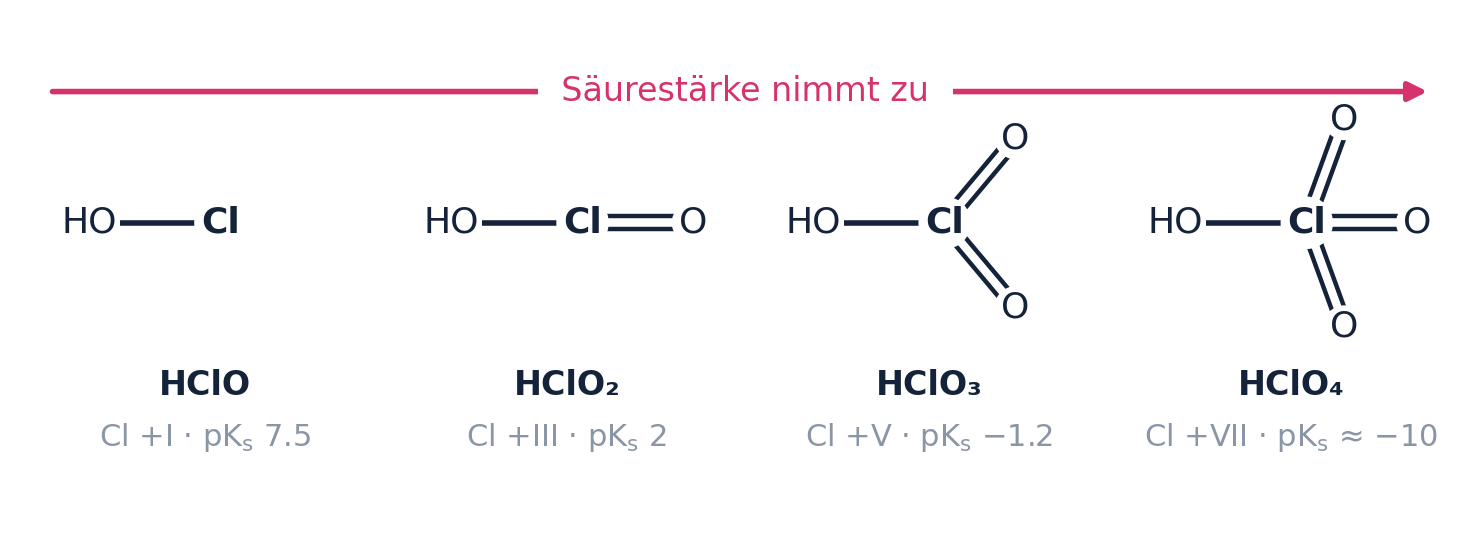 Säurestärke nimmt zu
O
O
HO Cl
HO Cl O
HO Cl
HO Cl O
O
O
HClO
HClO₂
HClO₃
HClO₄
Cl +I · pKₛ 7.5
Cl +III · pKₛ 2
Cl +V · pKₛ −1.2
Cl +VII · pKₛ ≈ −10